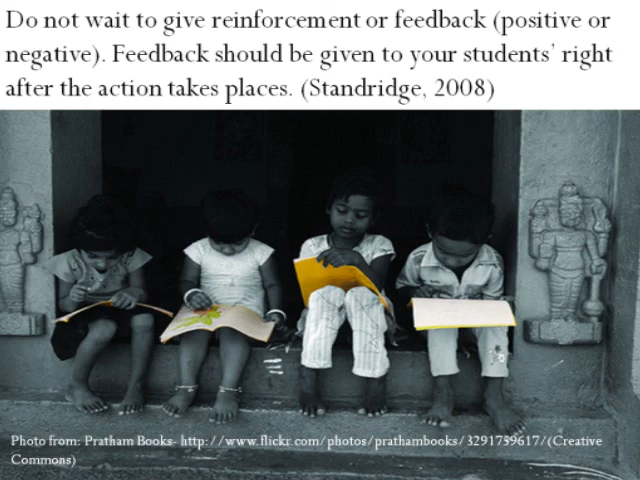 Do not wait to give reinforcement or feedback (positive or
negative). Feedback should be given to your students' right
after the action takes places. (Standridge, 2008)
Photo from: Pratham Books- http://www.flickr.com/photos/prathambooks/3291739617/(Creative
Commons)